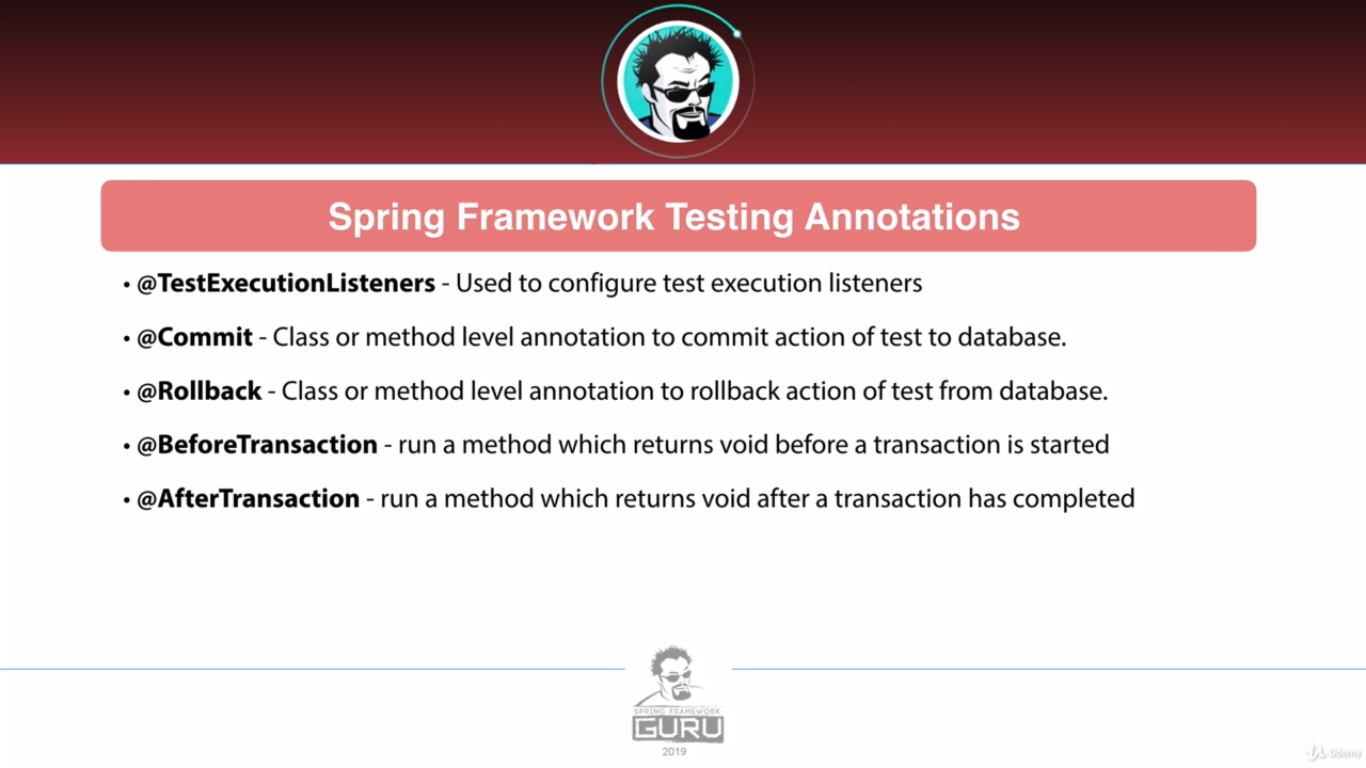 Spring Framework Testing Annotations
• @TestExecutionListeners - Used to configure test execution listeners
• @Commit - Class or method level annotation to commit action of test to database.
• @Rollback - Class or method level annotation to rollback action of test from database.
• @BeforeTransaction - run a method which returns void before a transaction is started
• @AfterTransaction - run a method which returns void after a transaction has completed
SPRING FRAMEWORK
GURU
2019
Udemy